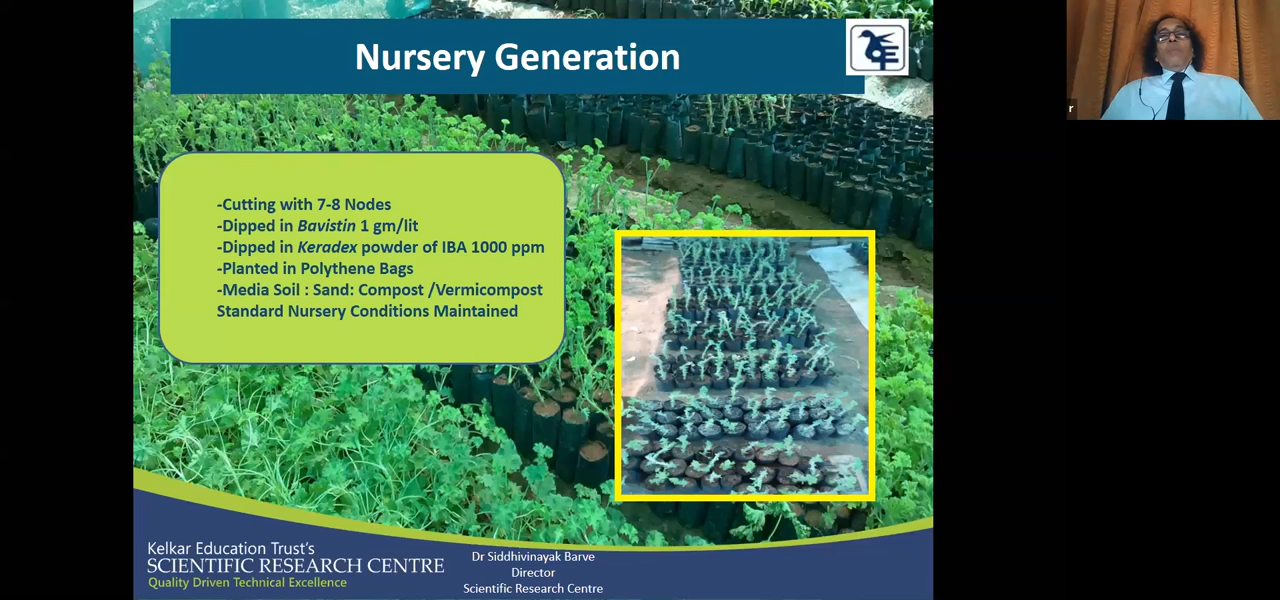 Nursery Generation
-Cutting with 7-8 Nodes
-Dipped in Bavistin 1 gm/lit
-Dipped in Keradex powder of IBA 1000 ppm
-Planted in Polythene Bags
-Media Soil : Sand: Compost /Vermicompost
Standard Nursery Conditions Maintained
Kelkar Education Trust's
SCIENTIFIC RESEARCH CENTRE
Quality Driven Technical Excellence
Dr Siddhivinayak Barve
Director
Scientific Research Centre
r